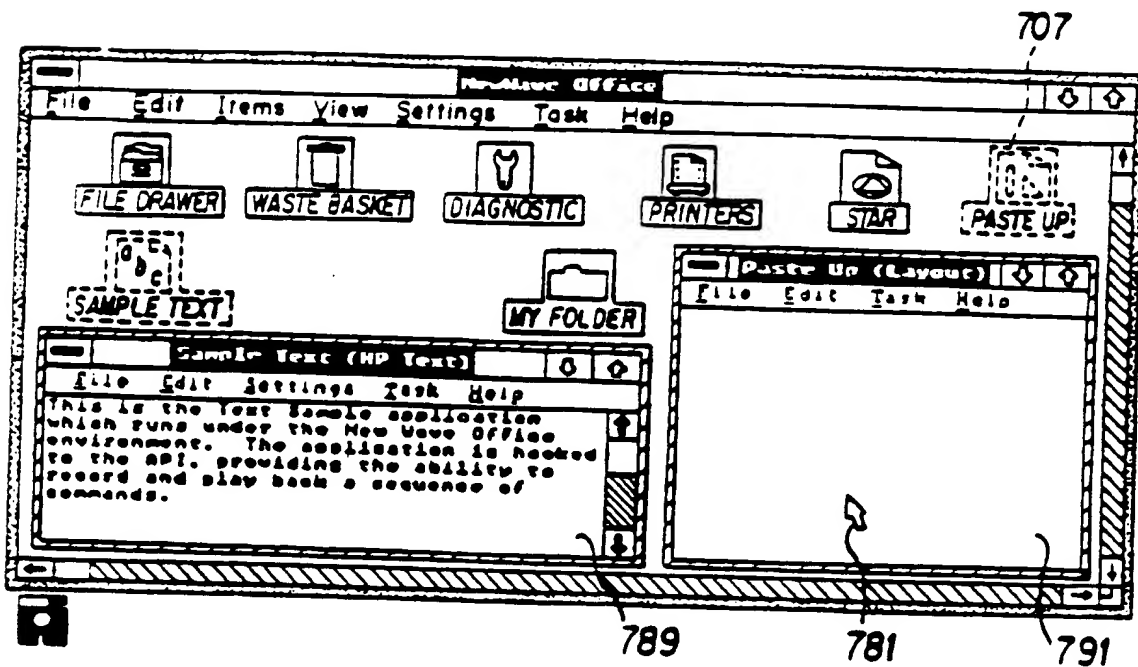 707
NewWave Office
File Edit Items View Settings Task Help
FILE DRAWER WASTE BASKET DIAGNOSTIC PRINTERS STAR PASTE UP
SAMPLE TEXT MY FOLDER
Paste Up (Layout)
File Edit Task Help
Sample Text (HP Text)
File Edit Settings Task Help
This is the Text Sample application
which runs under the New Wave Office
environment. The application is hooked
to the API, providing the ability to
record and play back a sequence of
commands.
789 781 791